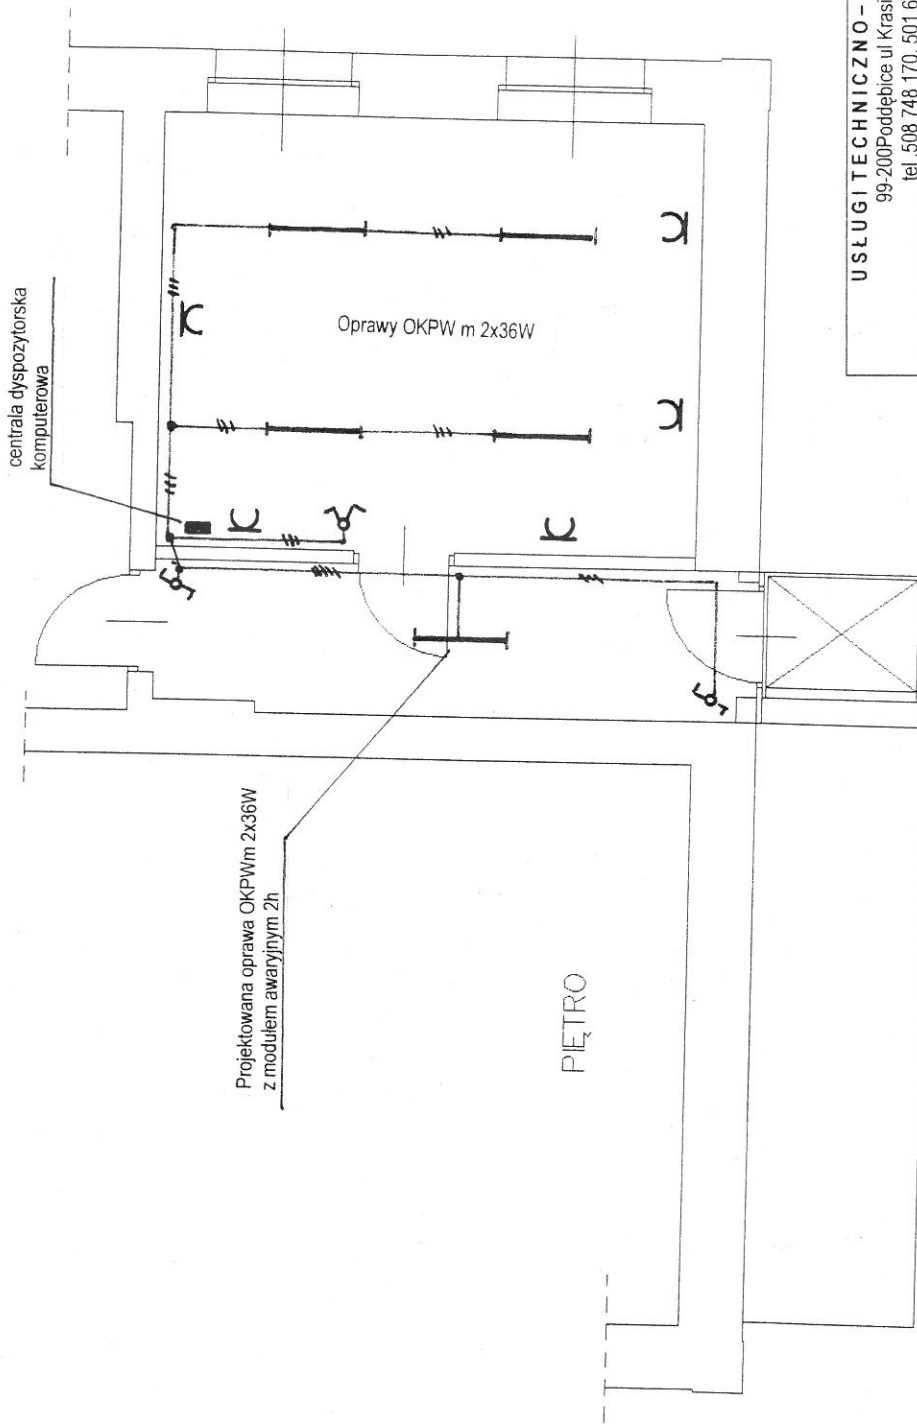 centrala dyspozytorska
komputerowa
Oprawy OKPW m 2x36W
Projektowana oprawa OKPWm 2x36W
z modułem awaryjnym 2h
PIĘTRO
USŁUGI TECHNICZNO-
99-200Poddębice ul Krasi
tel .508 748 170. 501 6